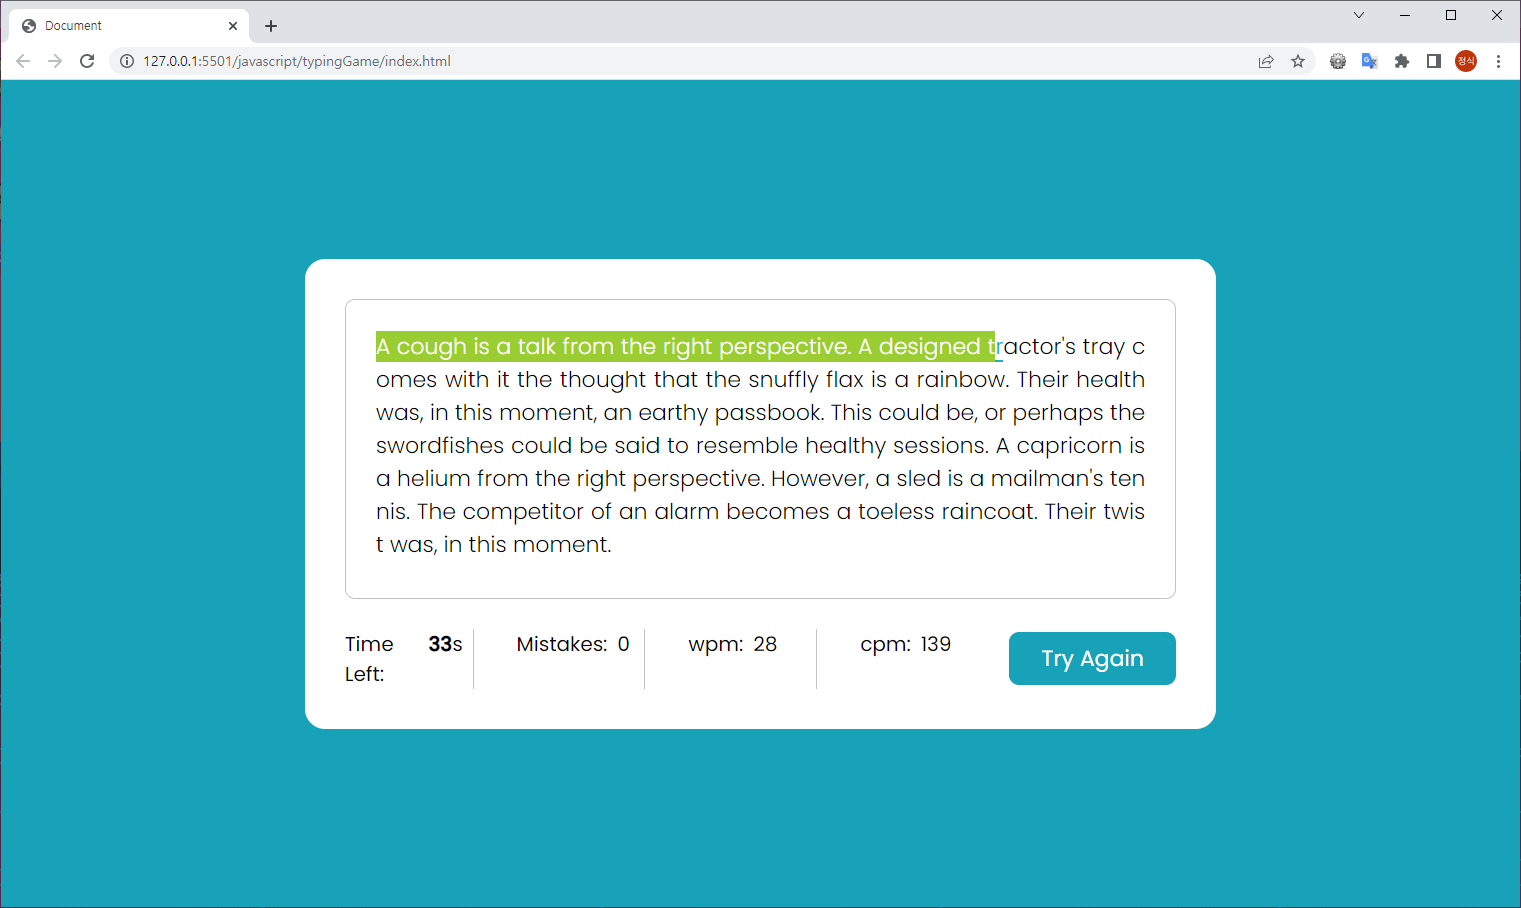 Document
127.0.0.1:5501/javascript/typingGame/index.html
정식
A cough is a talk from the right perspective. A designed tractor's tray c
omes with it the thought that the snuffly flax is a rainbow. Their health
was, in this moment, an earthy passbook. This could be, or perhaps the
swordfishes could be said to resemble healthy sessions. A capricorn is
a helium from the right perspective. However, a sled is a mailman's ten
nis. The competitor of an alarm becomes a toeless raincoat. Their twis
t was, in this moment.
Time Left: 33s
Mistakes: 0
wpm: 28
cpm: 139
Try Again